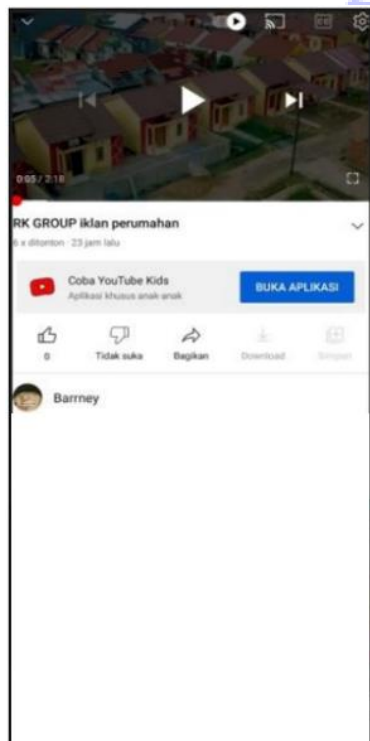 0:05 / 2:18
RK GROUP iklan perumahan
6 x ditonton · 23 jam lalu
Coba YouTube Kids
Aplikasi khusus anak-anak
BUKA APLIKASI
0
Tidak suka
Bagikan
Download
Simpan
Barrney